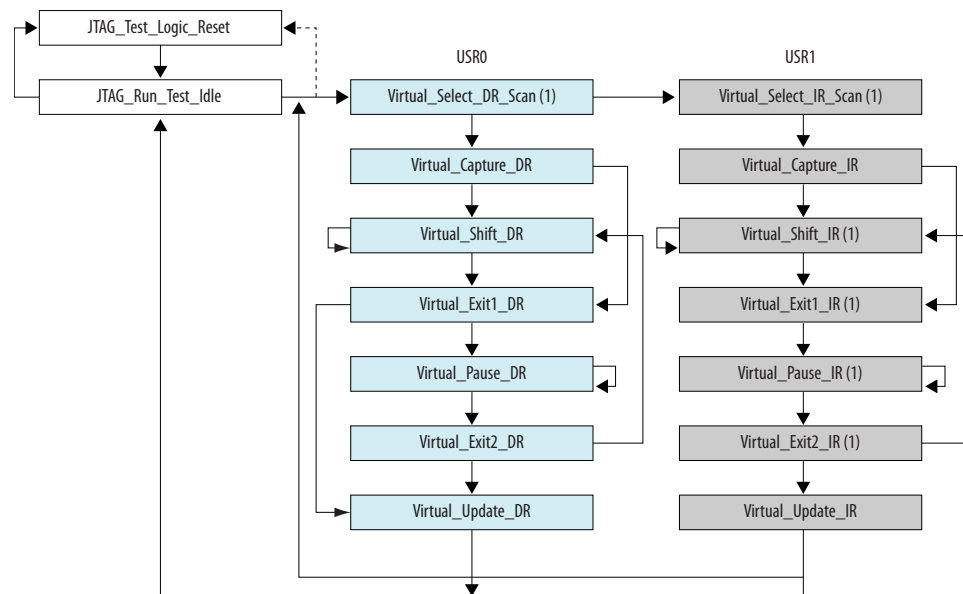 JTAG_Test_Logic_Reset
JTAG_Run_Test_Idle
USR0
Virtual_Select_DR_Scan (1)
Virtual_Capture_DR
Virtual_Shift_DR
Virtual_Exit1_DR
Virtual_Pause_DR
Virtual_Exit2_DR
Virtual_Update_DR
USR1
Virtual_Select_IR_Scan (1)
Virtual_Capture_IR
Virtual_Shift_IR (1)
Virtual_Exit1_IR (1)
Virtual_Pause_IR (1)
Virtual_Exit2_IR (1)
Virtual_Update_IR